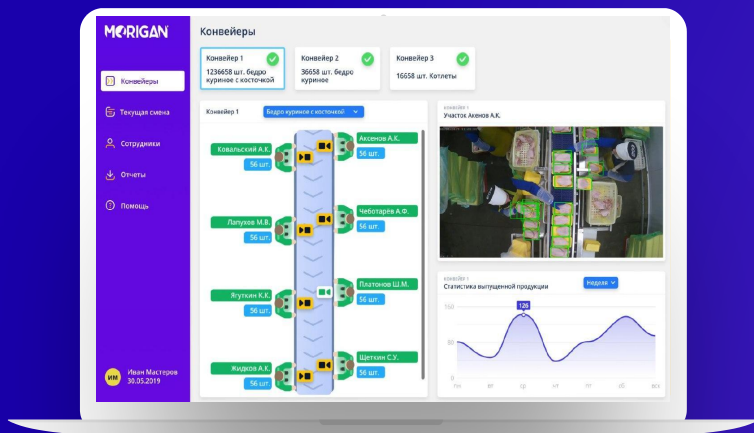 MORIGAN
Конвейеры
Текущая смена
Сотрудники
Отчеты
Помощь
ИМ
Иван Мастеров
30.05.2019
Конвейеры
Конвейер 1
1236658 шт. бедро
куриное с косточкой
Конвейер 2
36658 шт. бедро
куриное
Конвейер 3
16658 шт. Котлеты
Конвейер 1
Бедро куриное с косточкой
Ковальский А.К.
56 шт.
Аксенов А.К.
56 шт.
Лапухов М.В.
56 шт.
Чеботарёв А.Ф.
56 шт.
Ягуткин К.К.
56 шт.
Платонов Ш.М.
56 шт.
Жидков А.К.
56 шт.
Щеткин С.У.
56 шт.
конвейер 1
Участок Акенов А.К.
конвейер 1
Статистика выпущенной продукции
Неделя
160
126
80
0
пн вт ср чт пт сб вск